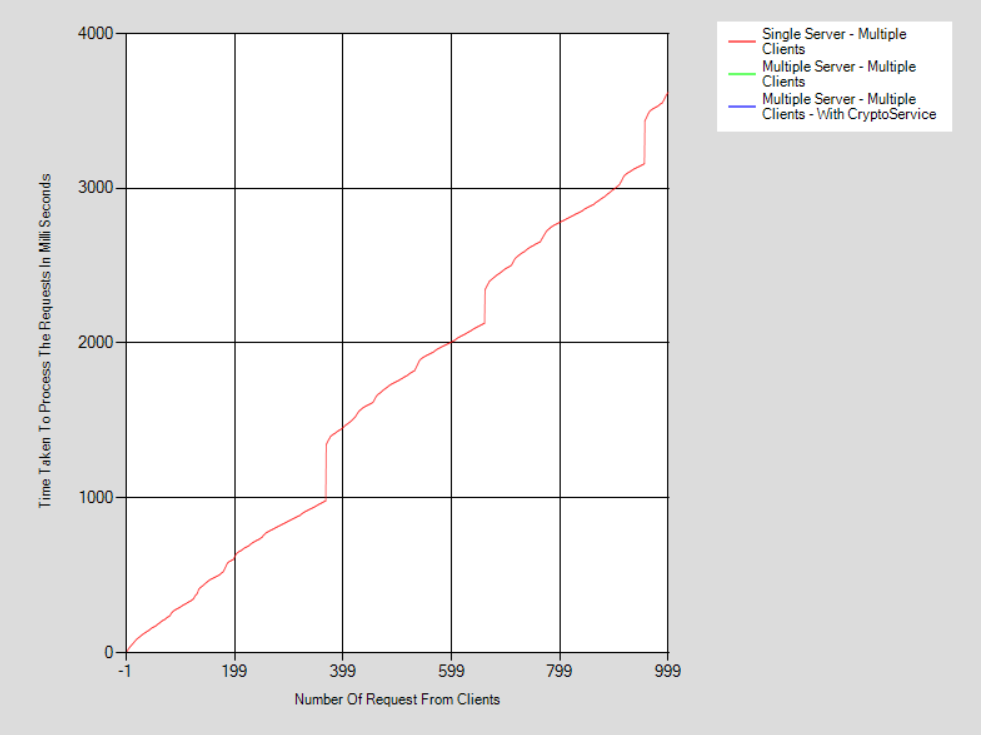 4000
3000
2000
1000
0
-1
199
399
599
799
999
Time Taken To Process The Requests In Milli Seconds
Number Of Request From Clients
Single Server - Multiple
Clients
Multiple Server - Multiple
Clients
Multiple Server - Multiple
Clients - With CryptoService